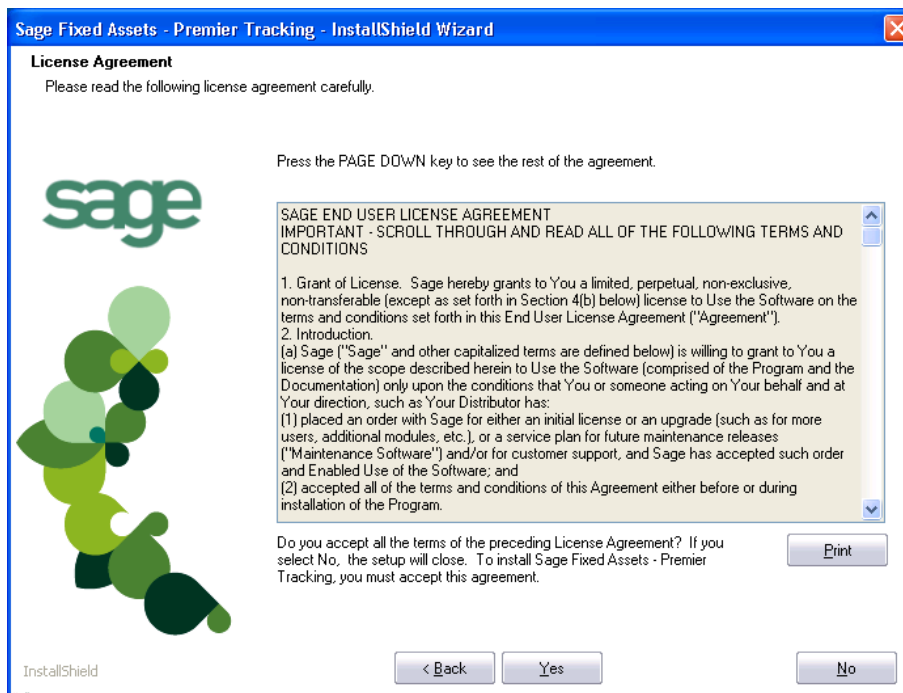 Sage Fixed Assets - Premier Tracking - InstallShield Wizard
License Agreement
Please read the following license agreement carefully.
Press the PAGE DOWN key to see the rest of the agreement.
sage
SAGE END USER LICENSE AGREEMENT
IMPORTANT - SCROLL THROUGH AND READ ALL OF THE FOLLOWING TERMS AND
CONDITIONS
1. Grant of License.  Sage hereby grants to You a limited, perpetual, non-exclusive,
non-transferable (except as set forth in Section 4(b) below) license to Use the Software on the
terms and conditions set forth in this End User License Agreement ("Agreement").
2. Introduction.
(a) Sage ("Sage" and other capitalized terms are defined below) is willing to grant to You a
license of the scope described herein to Use the Software (comprised of the Program and the
Documentation) only upon the conditions that You or someone acting on Your behalf and at
Your direction, such as Your Distributor has:
(1) placed an order with Sage for either an initial license or an upgrade (such as for more
users, additional modules, etc.), or a service plan for future maintenance releases
("Maintenance Software") and/or for customer support, and Sage has accepted such order
and Enabled Use of the Software; and
(2) accepted all of the terms and conditions of this Agreement either before or during
installation of the Program.
Do you accept all the terms of the preceding License Agreement?  If you
select No,  the setup will close.  To install Sage Fixed Assets - Premier
Tracking, you must accept this agreement.
Print
InstallShield
< Back
Yes
No